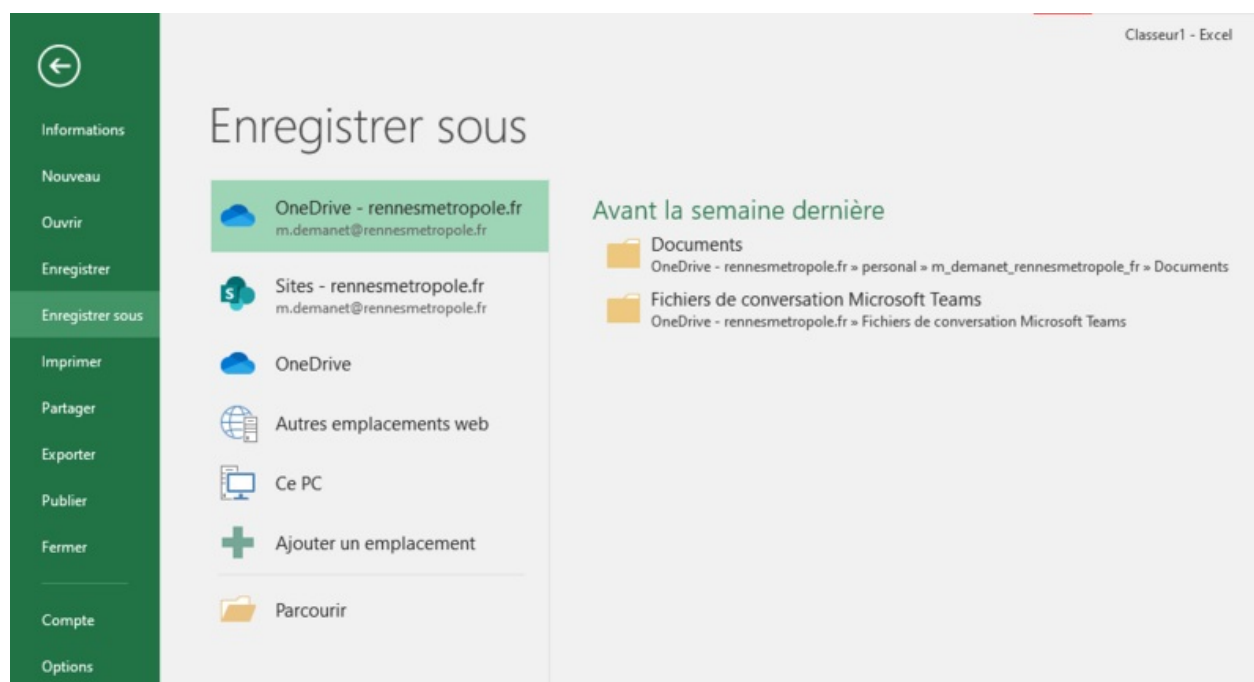 Classeur1 - Excel
Informations
Nouveau
Ouvrir
Enregistrer
Enregistrer sous
Imprimer
Partager
Exporter
Publier
Fermer
Compte
Options
Enregistrer sous
OneDrive - rennesmetropole.fr
m.demanet@rennesmetropole.fr
Sites - rennesmetropole.fr
m.demanet@rennesmetropole.fr
OneDrive
Autres emplacements web
Ce PC
Ajouter un emplacement
Parcourir
Avant la semaine dernière
Documents
OneDrive - rennesmetropole.fr » personal » m_demanet_rennesmetropole_fr » Documents
Fichiers de conversation Microsoft Teams
OneDrive - rennesmetropole.fr » Fichiers de conversation Microsoft Teams